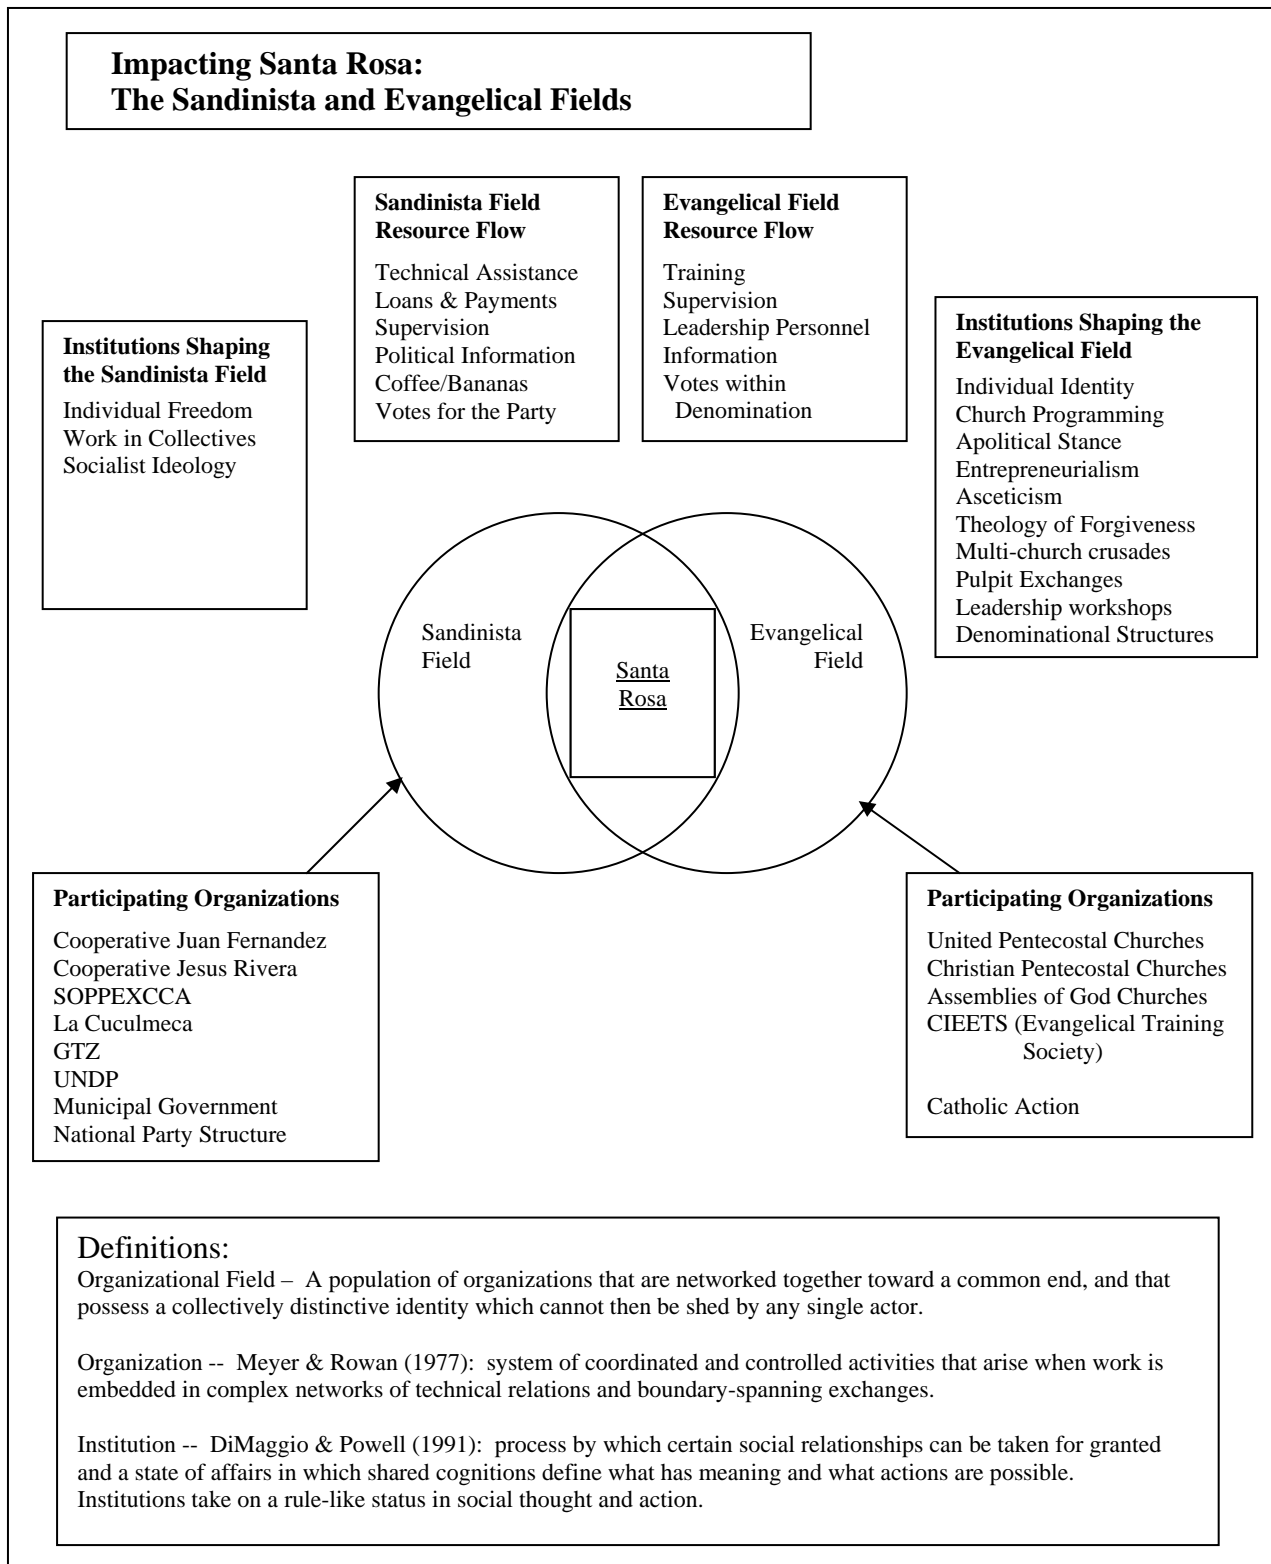 Impacting Santa Rosa:
The Sandinista and Evangelical Fields
Sandinista Field
Resource Flow
Technical Assistance
Loans & Payments
Supervision
Political Information
Coffee/Bananas
Votes for the Party
Evangelical Field
Resource Flow
Training
Supervision
Leadership Personnel
Information
Votes within
Denomination
Institutions Shaping
the Sandinista Field
Individual Freedom
Work in Collectives
Socialist Ideology
Institutions Shaping the
Evangelical Field
Individual Identity
Church Programming
Apolitical Stance
Entrepreneurialism
Asceticism
Theology of Forgiveness
Multi-church crusades
Pulpit Exchanges
Leadership workshops
Denominational Structures
Sandinista
Field
Santa
Rosa
Evangelical
Field
Participating Organizations
Cooperative Juan Fernandez
Cooperative Jesus Rivera
SOPPEXCCA
La Cuculmeca
GTZ
UNDP
Municipal Government
National Party Structure
Participating Organizations
United Pentecostal Churches
Christian Pentecostal Churches
Assemblies of God Churches
CIEETS (Evangelical Training
Society)
Catholic Action
Definitions:
Organizational Field – A population of organizations that are networked together toward a common end, and that
possess a collectively distinctive identity which cannot then be shed by any single actor.
Organization -- Meyer & Rowan (1977): system of coordinated and controlled activities that arise when work is
embedded in complex networks of technical relations and boundary-spanning exchanges.
Institution -- DiMaggio & Powell (1991): process by which certain social relationships can be taken for granted
and a state of affairs in which shared cognitions define what has meaning and what actions are possible.
Institutions take on a rule-like status in social thought and action.